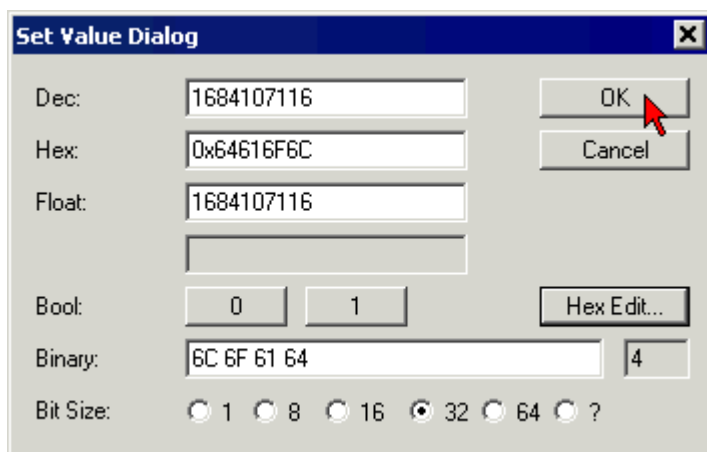 Set Value Dialog
Dec: 1684107116 OK
Hex: 0x64616F6C Cancel
Float: 1684107116
Bool: 0 1 Hex Edit...
Binary: 6C 6F 61 64 4
Bit Size: 1 8 16 32 64 ?